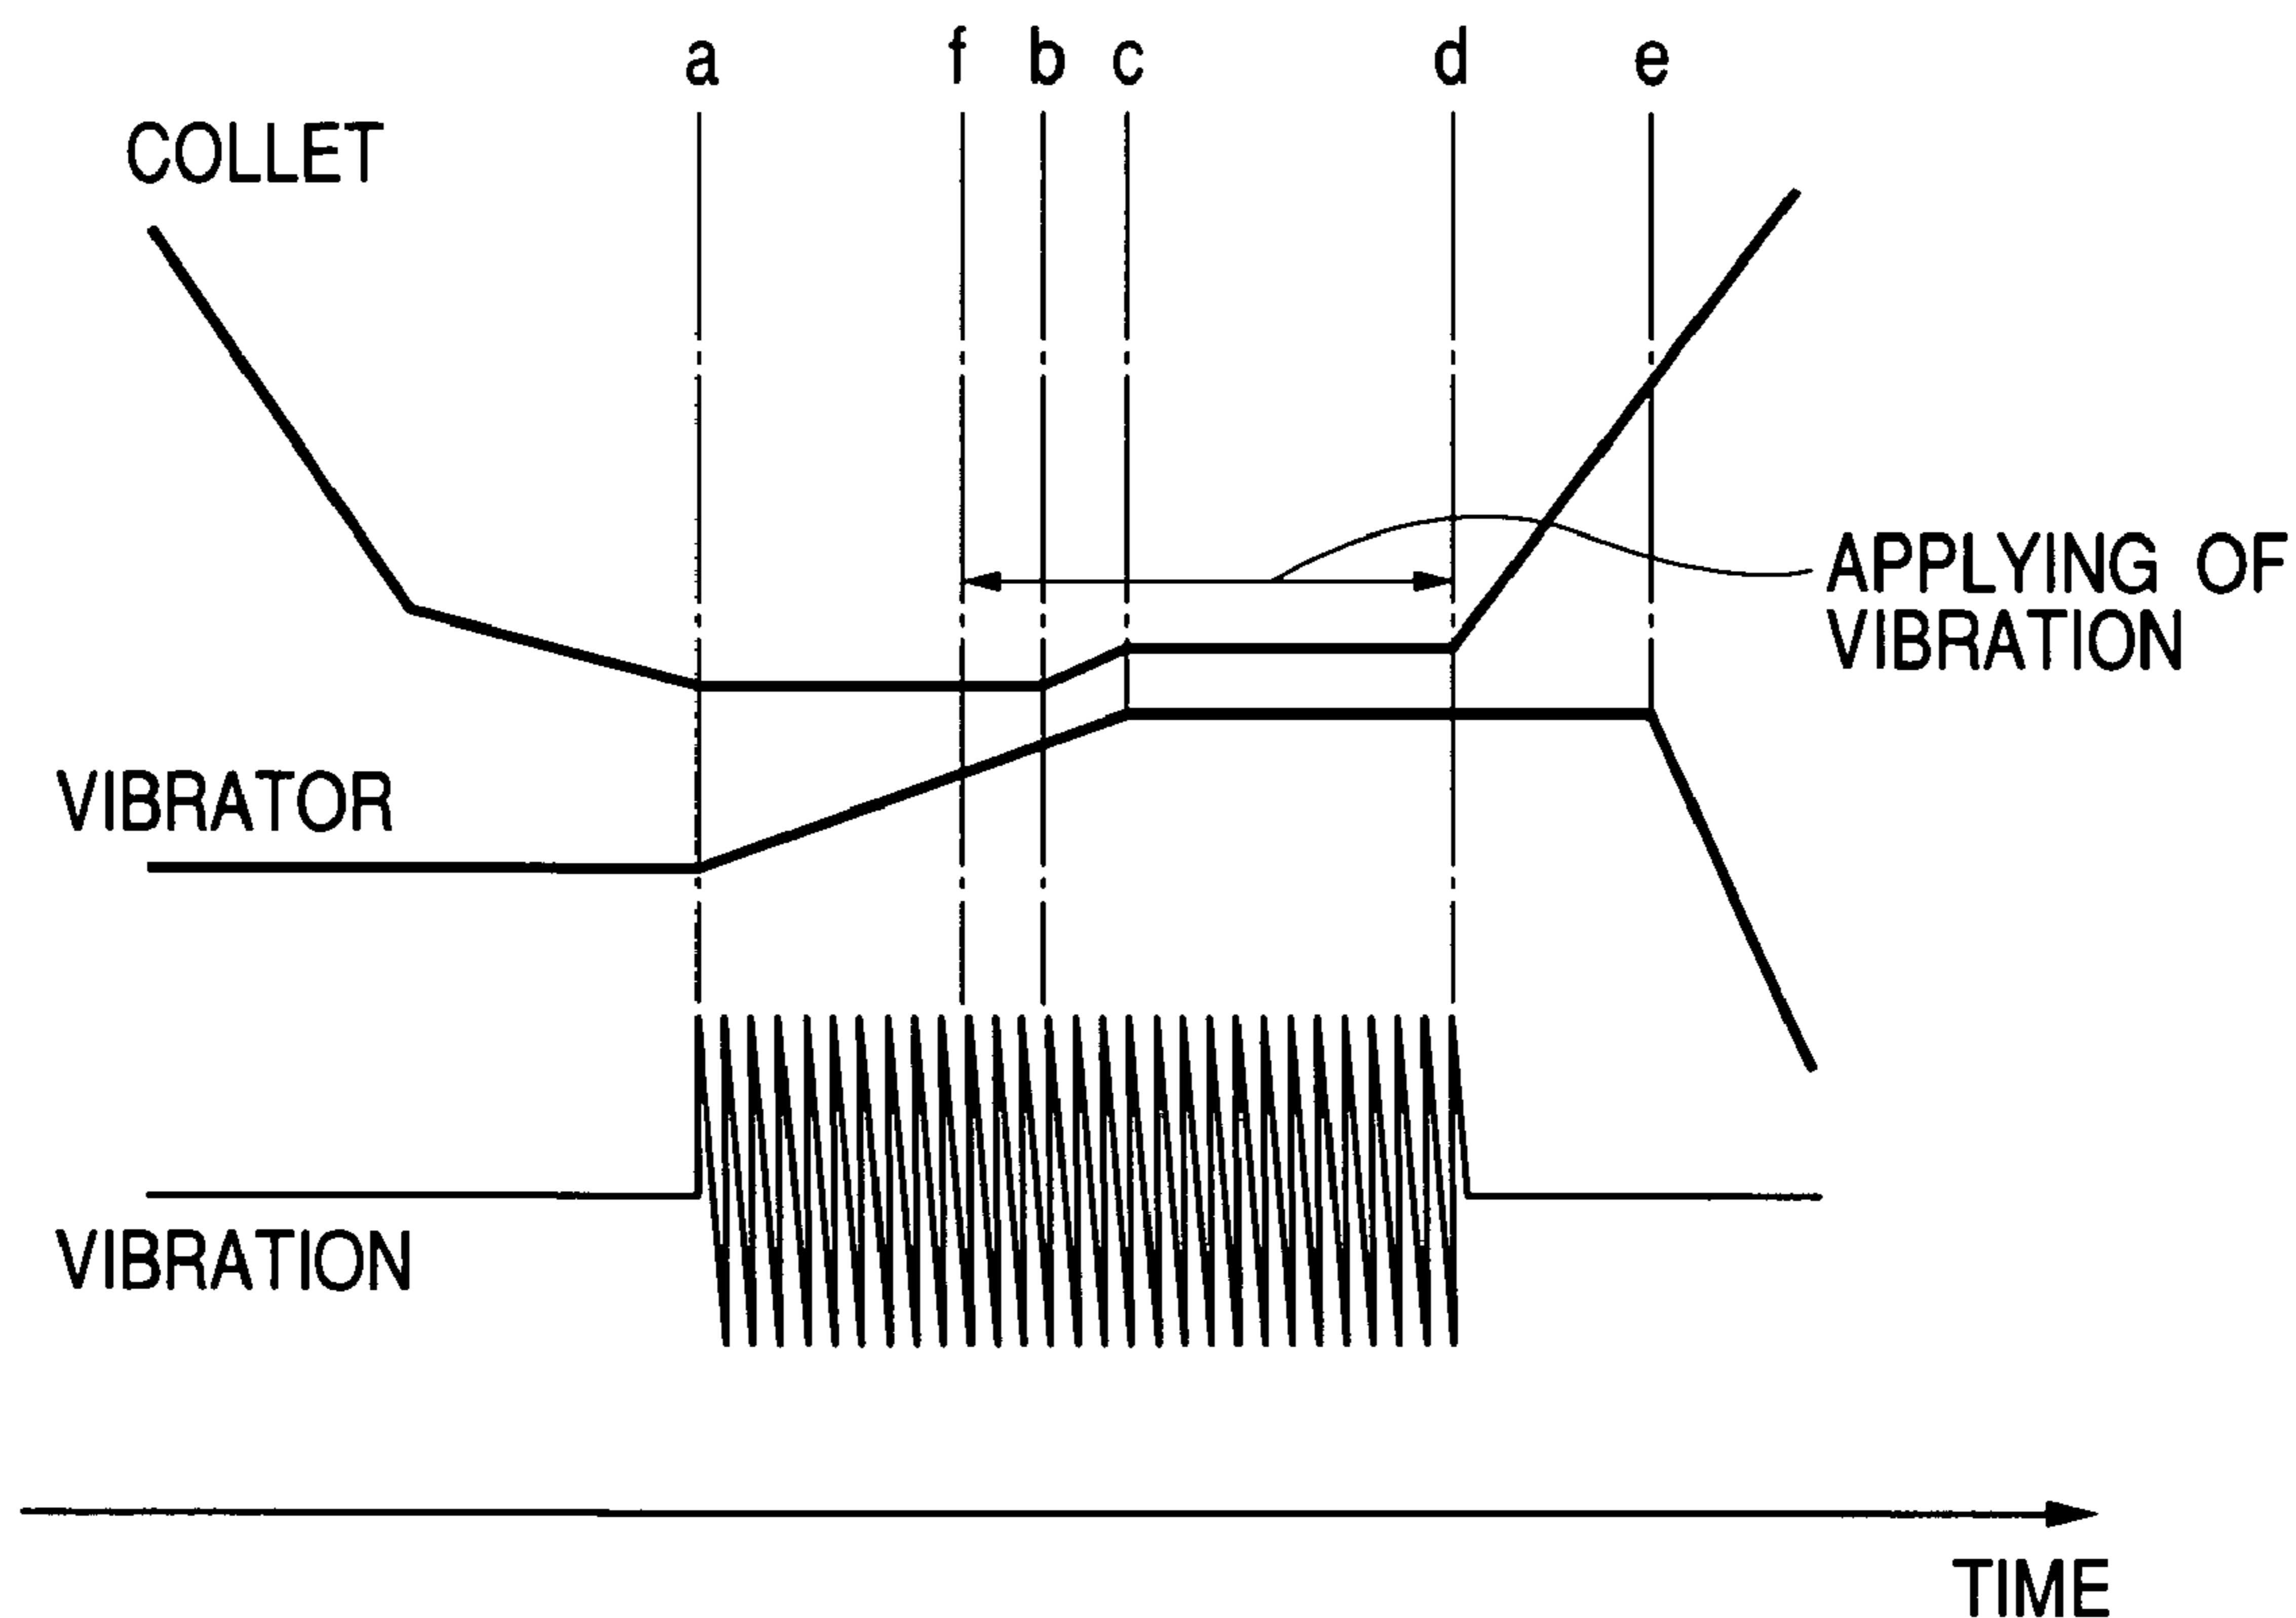 a f b c d e
COLLET
APPLYING OF
VIBRATION
VIBRATOR
VIBRATION
TIME